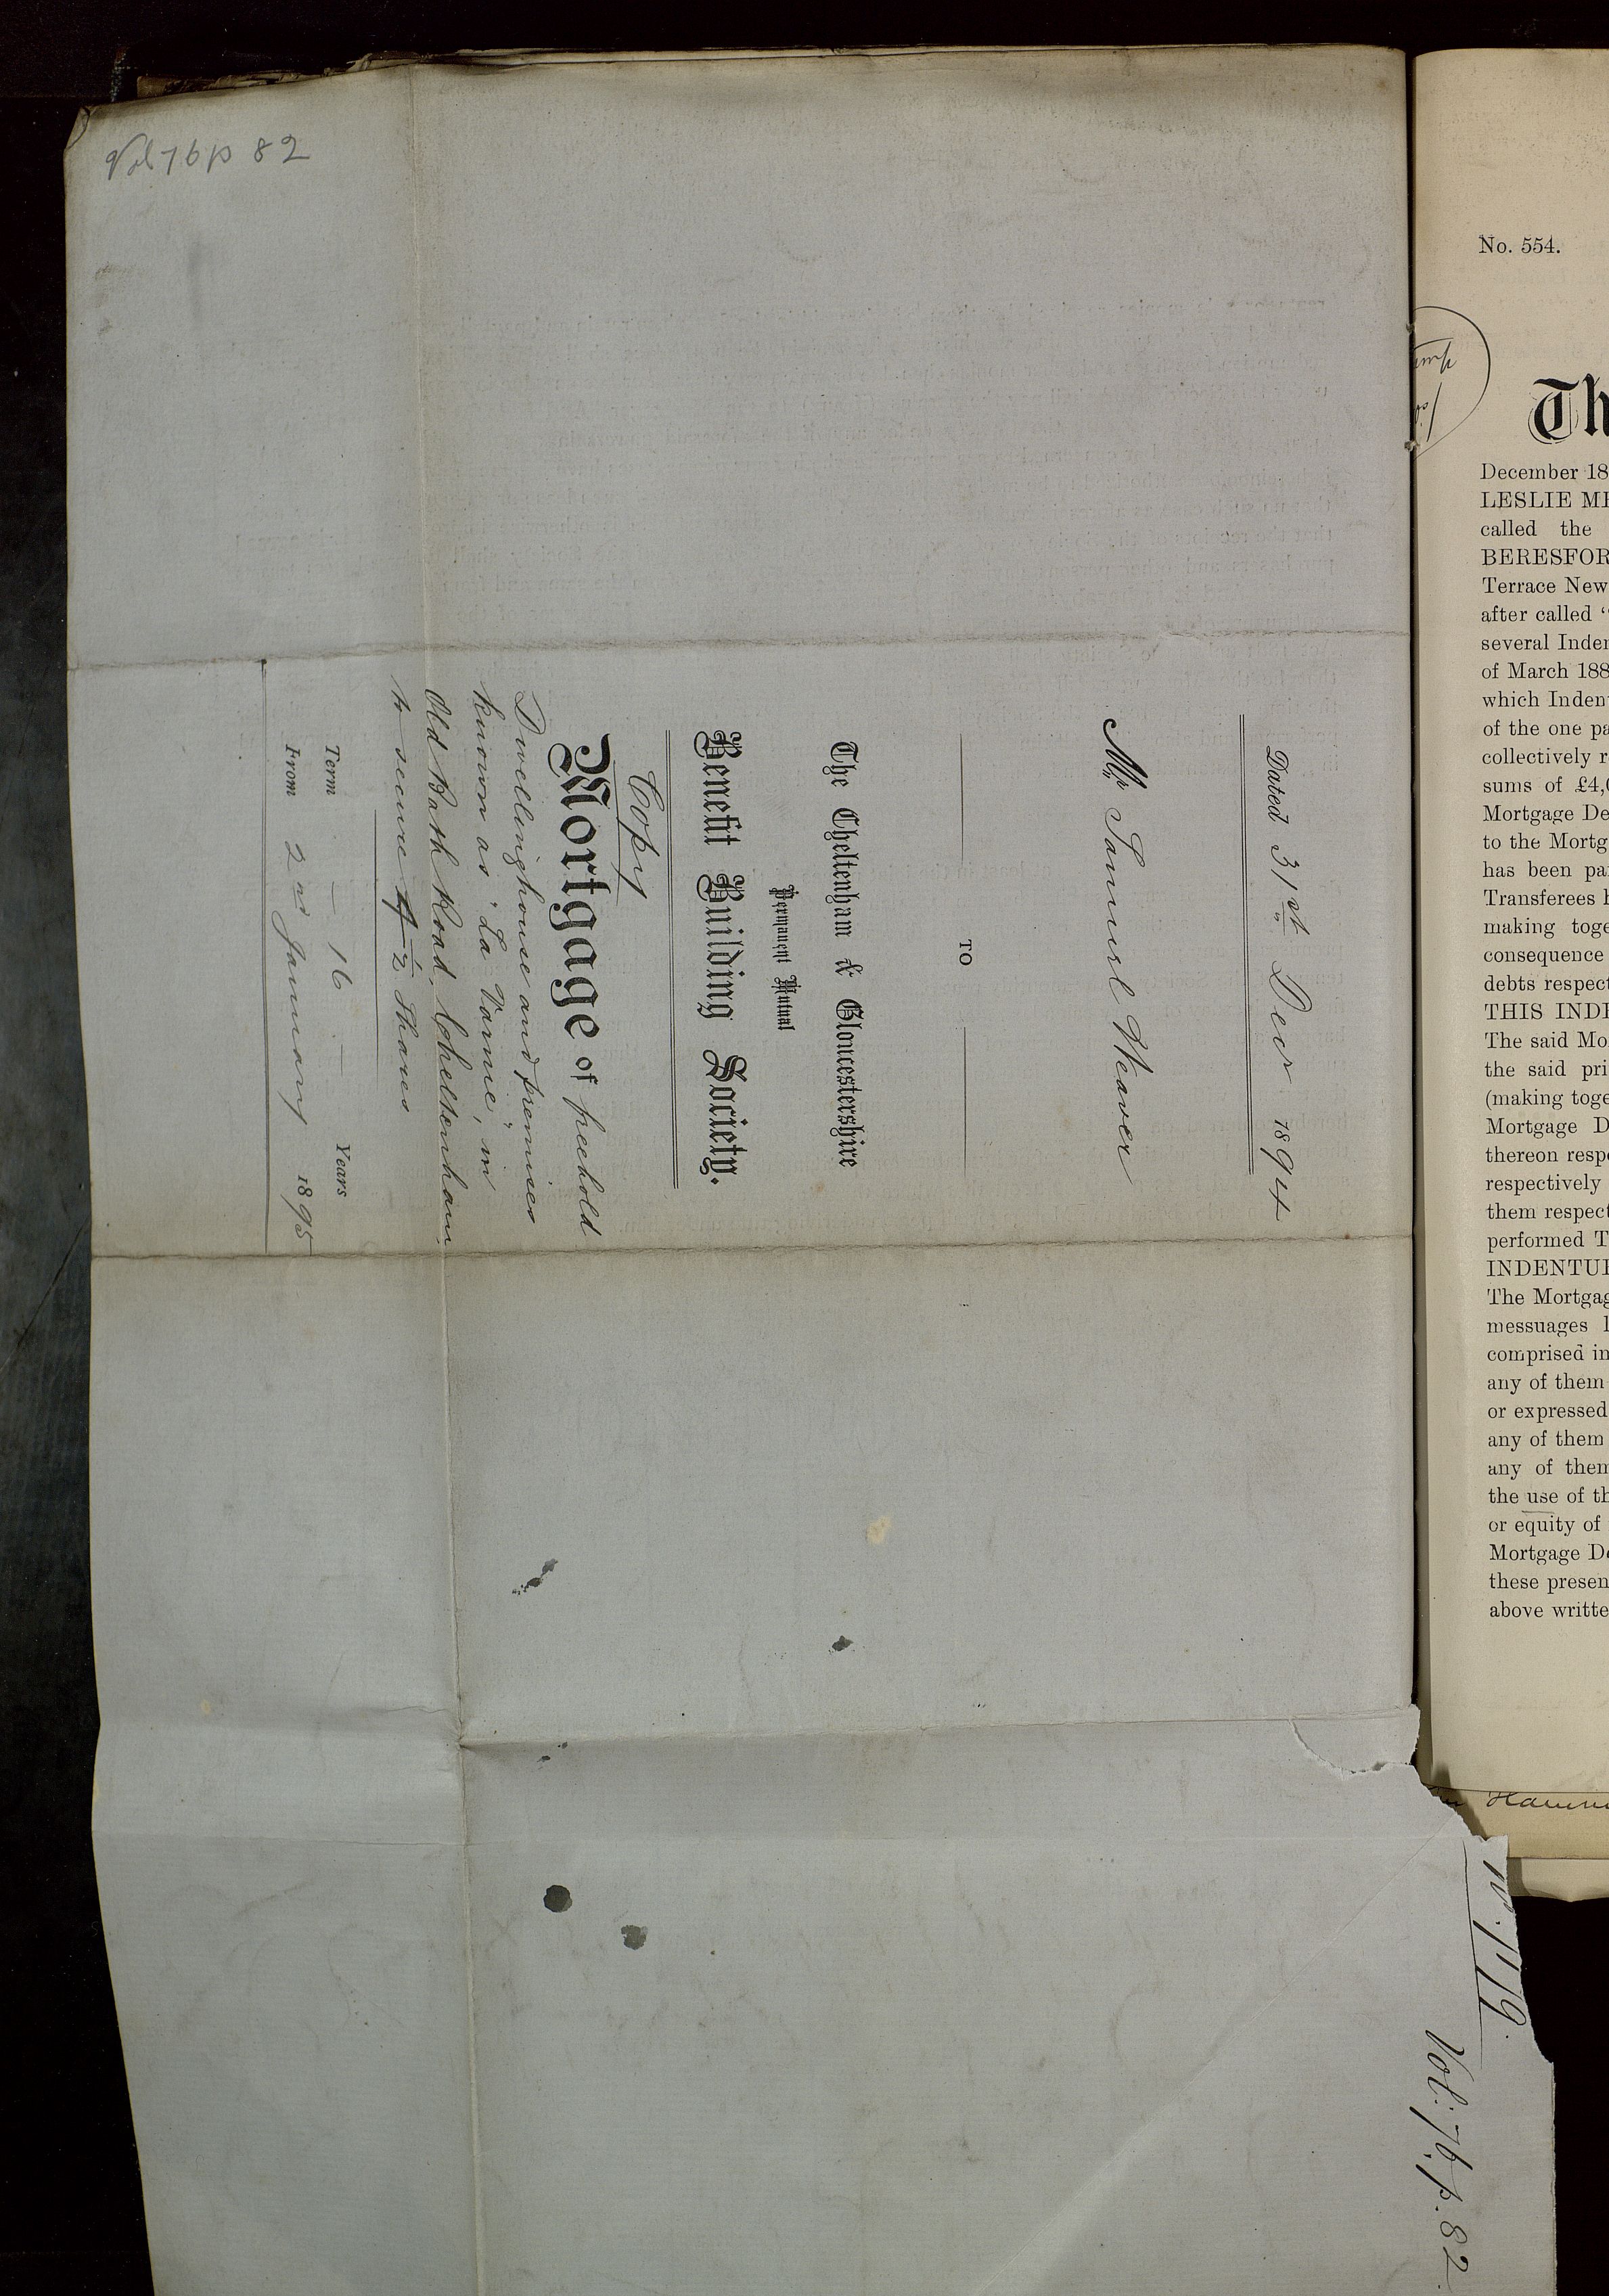 Vol 76 p 82
Dated 31st Decr 1894
Mr Samuel Weaver
TO
The Cheltenham & Gloucestershire
Permanent Mutual
Benefit Building Society.
Copy
Mortgage of freehold
Dwellinghouse and premises
known as "La Varnie", in
Old Bath Road, Cheltenham
to secure Shares
Term — 16 — Years
From 2nd January 1895
No. 1119.
Vol: 76, p. 82.
No. 554.
Th
December 18
LESLIE ME
called the
BERESFOR
Terrace New
after called "
several Inden
of March 188
which Indent
of the one pa
collectively r
sums of £4,0
Mortgage De
to the Mortg
has been pai
Transferees h
making toge
consequence
debts respect
THIS INDE
The said Mo
the said pri
(making toge
Mortgage D
thereon respe
respectively
them respect
performed T
INDENTUR
The Mortgag
messuages l
comprised in
any of them
or expressed
any of them
any of them
the use of th
or equity of
Mortgage De
these presen
above writte